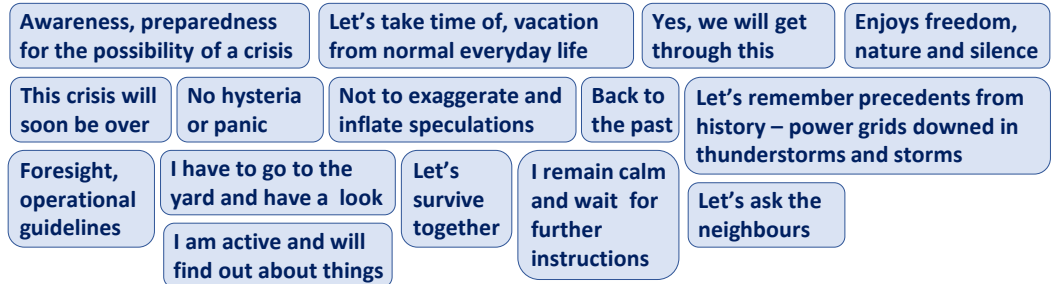 Awareness, preparedness
for the possibility of a crisis
Let's take time of, vacation
from normal everyday life
Yes, we will get
through this
Enjoys freedom,
nature and silence
This crisis will
soon be over
No hysteria
or panic
Not to exaggerate and
inflate speculations
Back to
the past
Let's remember precedents from
history – power grids downed in
thunderstorms and storms
Foresight,
operational
guidelines
I have to go to the
yard and have a look
Let's
survive
together
I remain calm
and wait for
further
instructions
Let's ask the
neighbours
I am active and will
find out about things